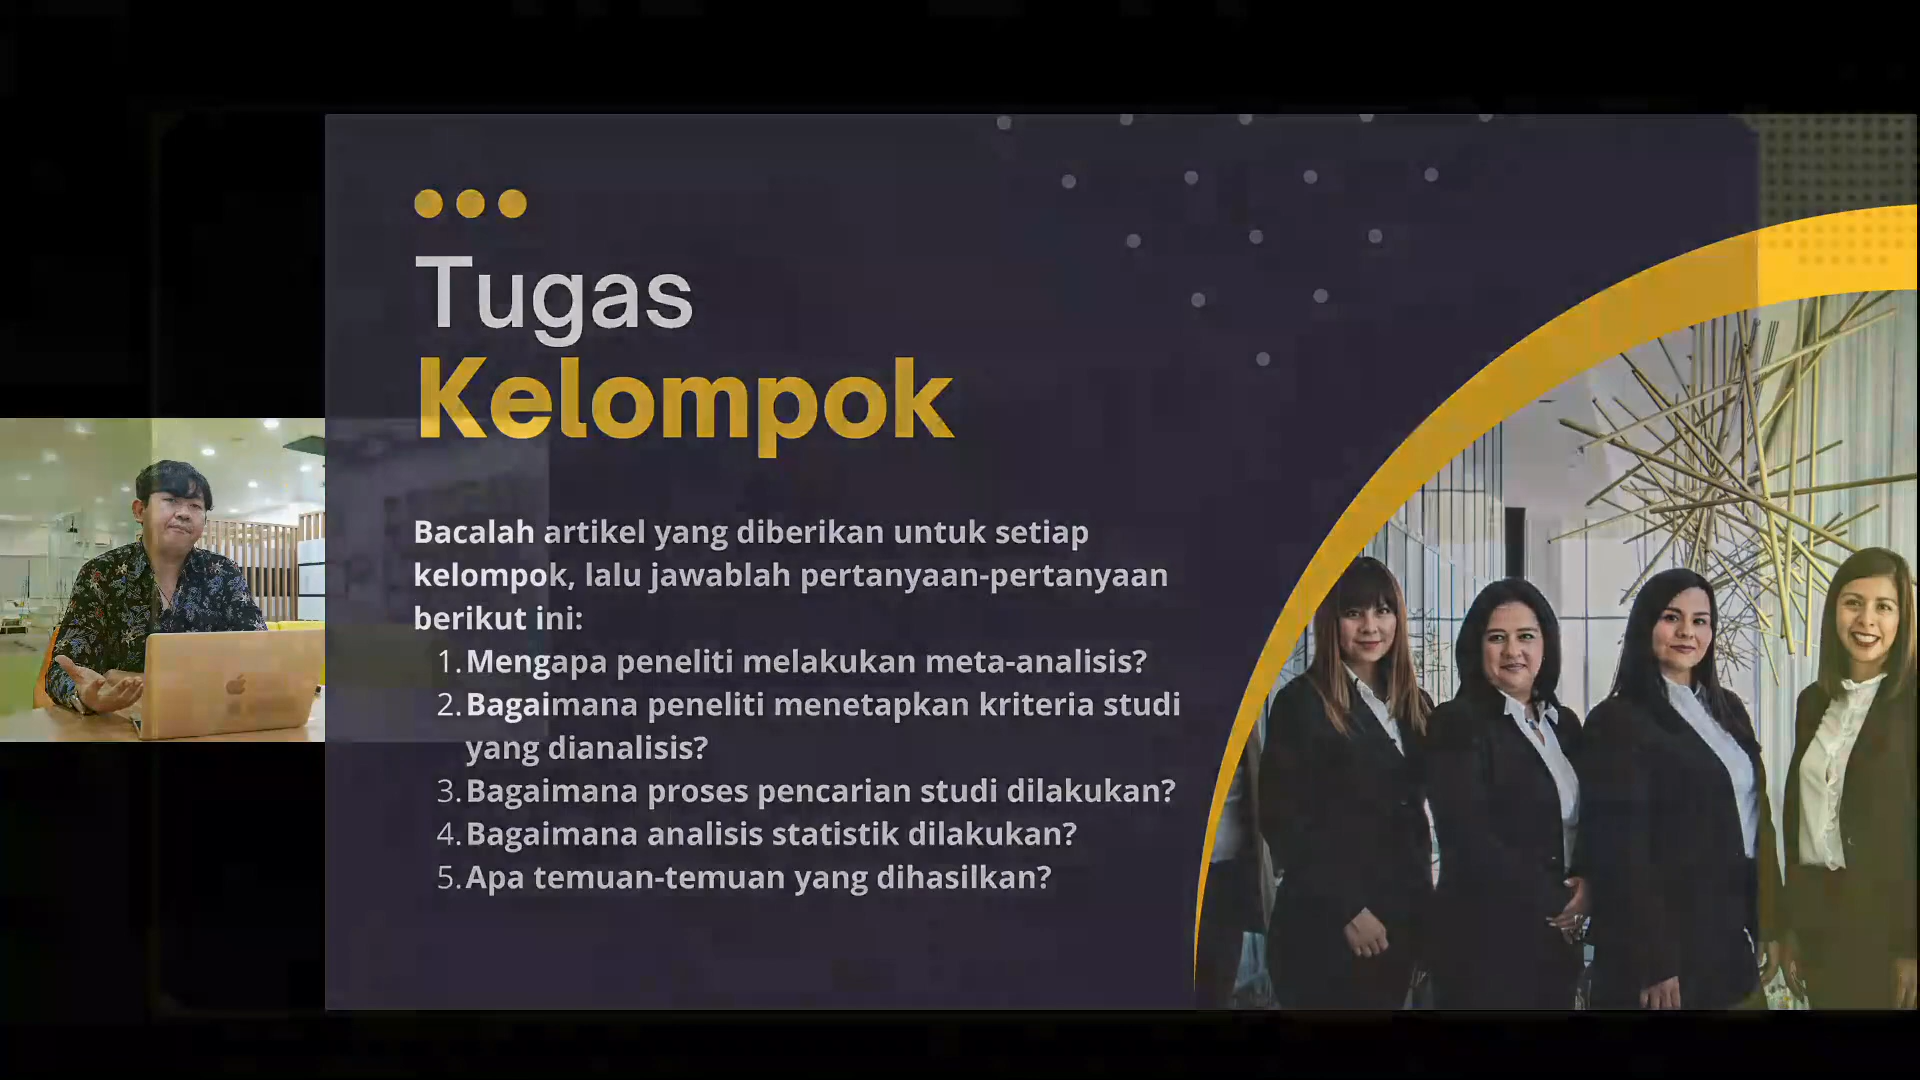 Tugas
Kelompok
Bacalah artikel yang diberikan untuk setiap
kelompok, lalu jawablah pertanyaan-pertanyaan
berikut ini:
1. Mengapa peneliti melakukan meta-analisis?
2. Bagaimana peneliti menetapkan kriteria studi
yang dianalisis?
3. Bagaimana proses pencarian studi dilakukan?
4. Bagaimana analisis statistik dilakukan?
5. Apa temuan-temuan yang dihasilkan?